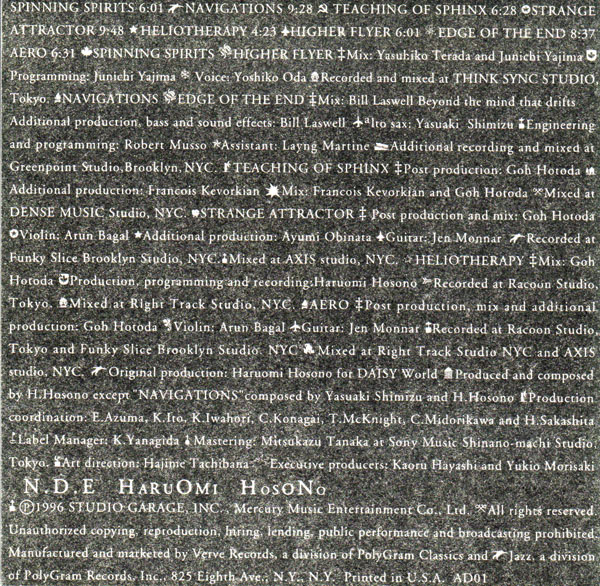 SPINNING SPIRITS 6:01 NAVIGATIONS 9:28 TEACHING OF SPHINX 6:28 STRANGE
ATTRACTOR 9:48 HELIOTHERAPY 4:23 HIGHER FLYER 6:01 EDGE OF THE END 8:37
AERO 6:31 SPINNING SPIRITS HIGHER FLYER ‡Mix: Yasuhiko Terada and Junichi Yajima
Programming: Junichi Yajima Voice: Yoshiko Oda Recorded and mixed at THINK SYNC STUDIO,
Tokyo. NAVIGATIONS EDGE OF THE END ‡Mix: Bill Laswell Beyond the mind that drifts
Additional production, bass and sound effects: Bill Laswell alto sax: Yasuaki Shimizu Engineering
and programming: Robert Musso Assistant: Layng Martine Additional recording and mixed at
Greenpoint Studio,Brooklyn, NYC. TEACHING OF SPHINX ‡Post production: Goh Hotoda
Additional production: Francois Kevorkian Mix: Francois Kevorkian and Goh Hotoda Mixed at
DENSE MUSIC Studio, NYC. STRANGE ATTRACTOR ‡ Post production and mix: Goh Hotoda
Violin: Arun Bagal Additional production: Ayumi Obinata Guitar: Jen Monnar Recorded at
Funky Slice Brooklyn Studio, NYC. Mixed at AXIS studio, NYC. HELIOTHERAPY ‡Mix: Goh
Hotoda Production, programming and recording:Haruomi Hosono Recorded at Racoon Studio,
Tokyo. Mixed at Right Track Studio, NYC. AERO ‡Post production, mix and additional
production: Goh Hotoda Violin: Arun Bagal Guitar: Jen Monnar Recorded at Racoon Studio,
Tokyo and Funky Slice Brooklyn Studio. NYC Mixed at Right Track Studio NYC and AXIS
studio, NYC. Original production: Haruomi Hosono for DAISY World Produced and composed
by H.Hosono except "NAVIGATIONS"composed by Yasuaki Shimizu and H.Hosono Production
coordination: E.Azuma, K.Ito, K.Iwahori, C.Konagai, T.McKnight, C.Midorikawa and H.Sakashita
Label Manager: K.Yanagida Mastering: Mitsukazu Tanaka at Sony Music Shinano-machi Studio.
Tokyo. Art direction: Hajime Tachibana Executive producers: Kaoru Hayashi and Yukio Morisaki
N.D.E HARUOMI HOSONO
℗1996 STUDIO GARAGE, INC., Mercury Music Entertainment Co., Ltd. All rights reserved.
Unauthorized copying, reproduction, hiring, lending, public performance and broadcasting prohibited.
Manufactured and marketed by Verve Records, a division of PolyGram Classics and Jazz, a division
of PolyGram Records, Inc., 825 Eighth Ave., N.Y., N.Y. Printed in U.S.A. AD01